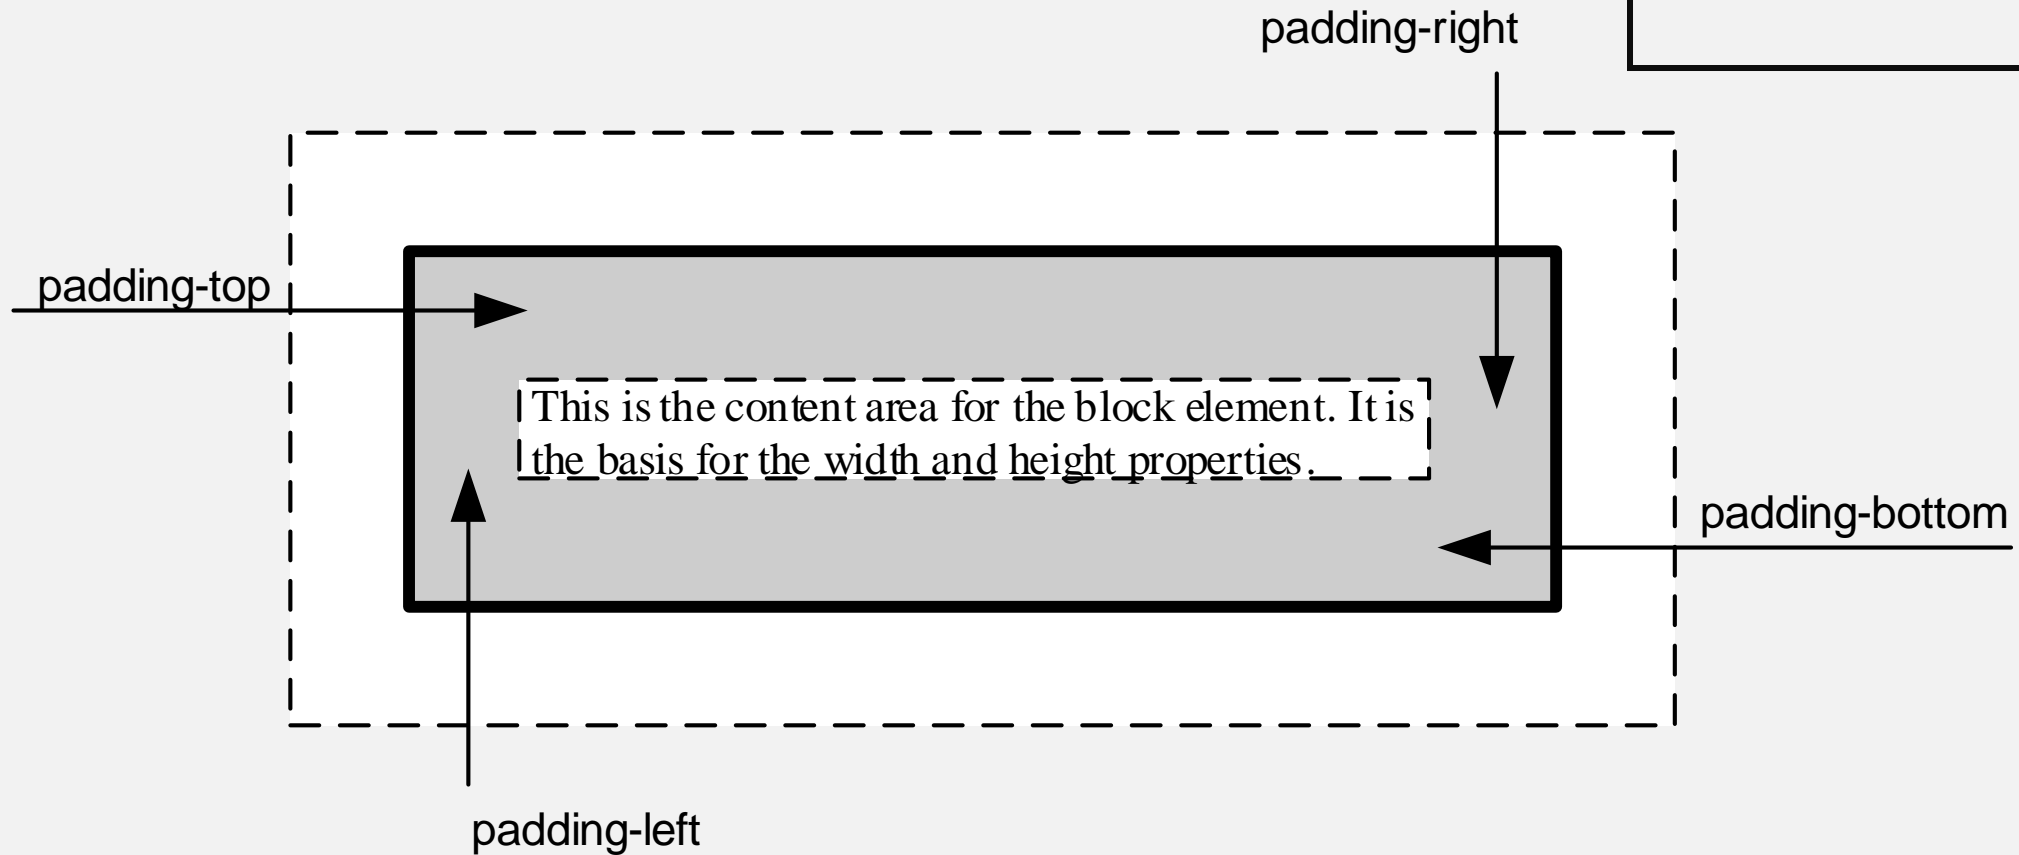 padding-right
padding-top
This is the content area for the block element. It is
the basis for the width and height properties.
padding-bottom
padding-left